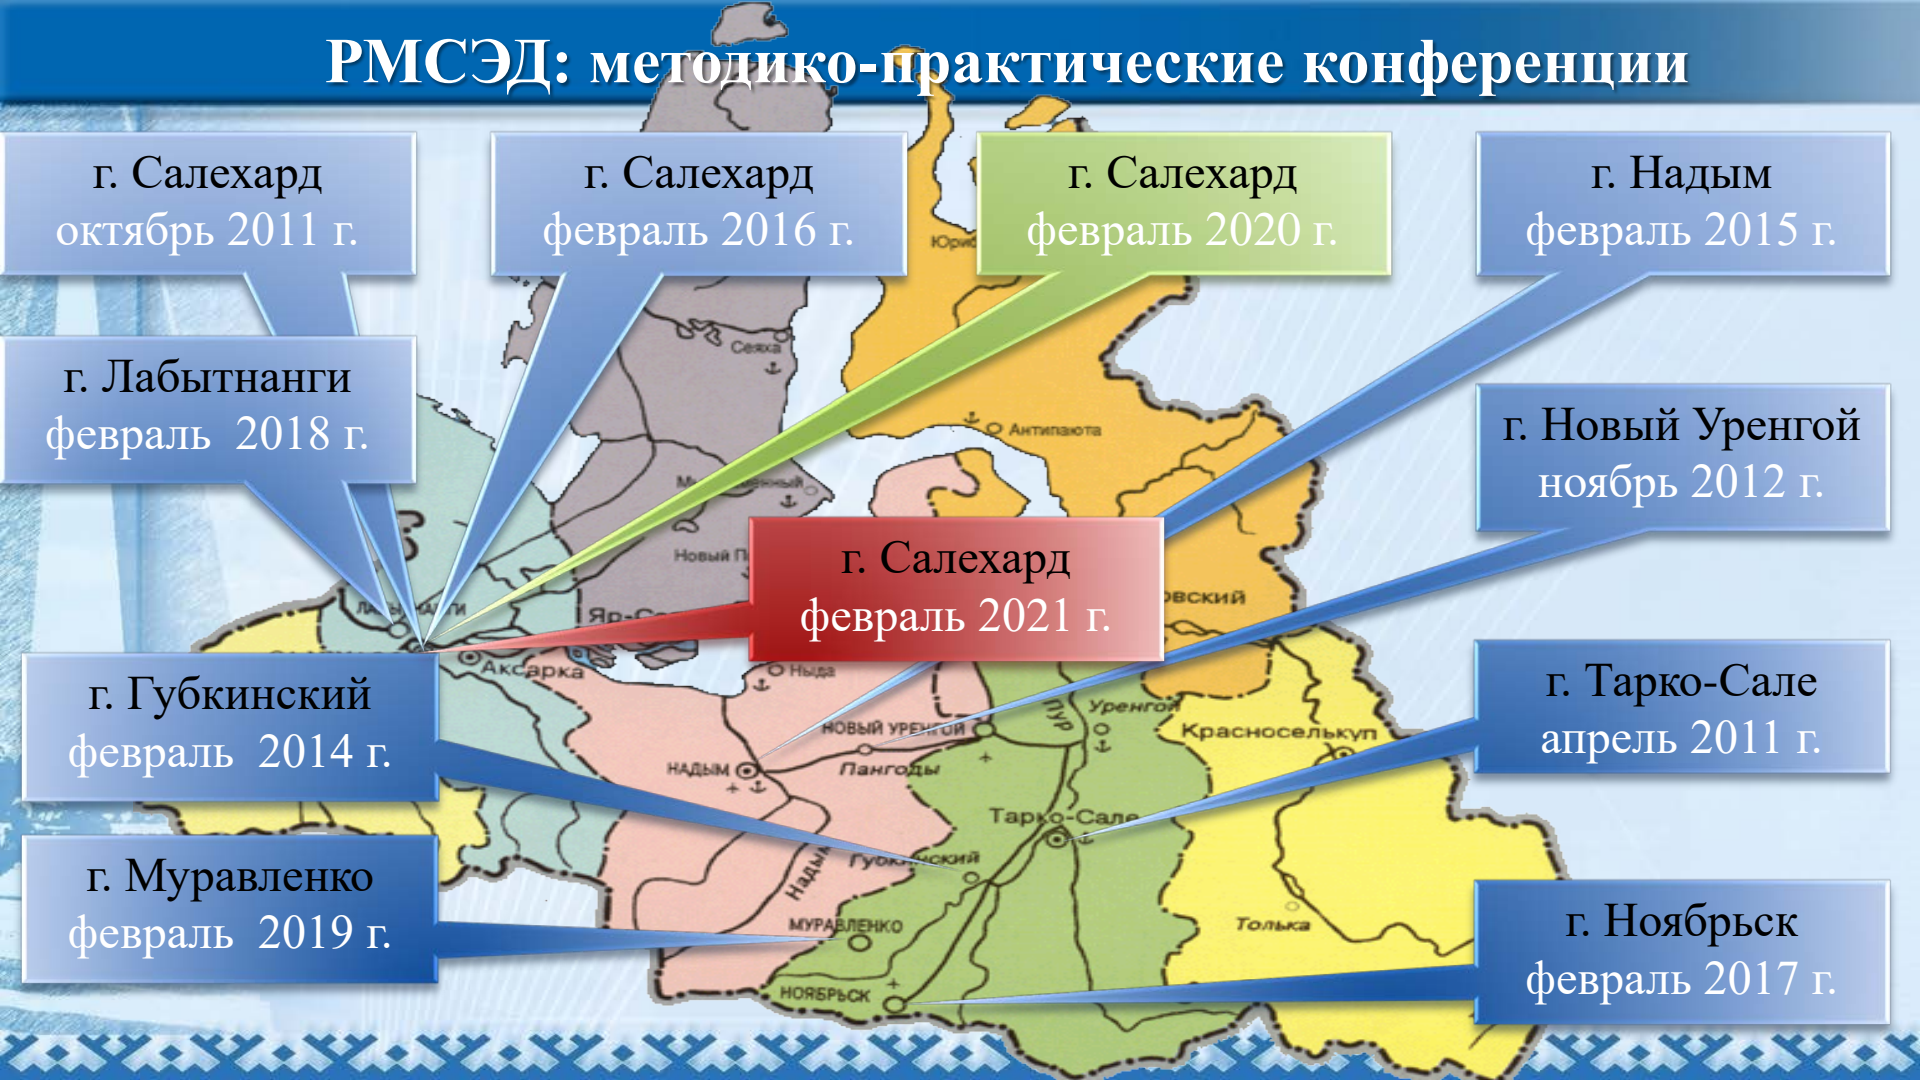 РМСЭД: методико-практические конференции
г. Салехард
октябрь 2011 г.
г. Салехард
февраль 2016 г.
г. Салехард
февраль 2020 г.
г. Надым
февраль 2015 г.
г. Лабытнанги
февраль  2018 г.
г. Новый Уренгой
ноябрь 2012 г.
г. Салехард
февраль 2021 г.
г. Губкинский
февраль  2014 г.
г. Тарко-Сале
апрель 2011 г.
г. Муравленко
февраль  2019 г.
г. Ноябрьск
февраль 2017 г.
Сеяха
Антипаюта
Новый
Аксарка
Ныда
Уренгой
НОВЫЙ УРЕНГОЙ
ПУР
Красноселькуп
НАДЫМ
Пангоды
Тарко-Сале
Губкинский
Надым
МУРАВЛЕНКО
Толька
НОЯБРЬСК